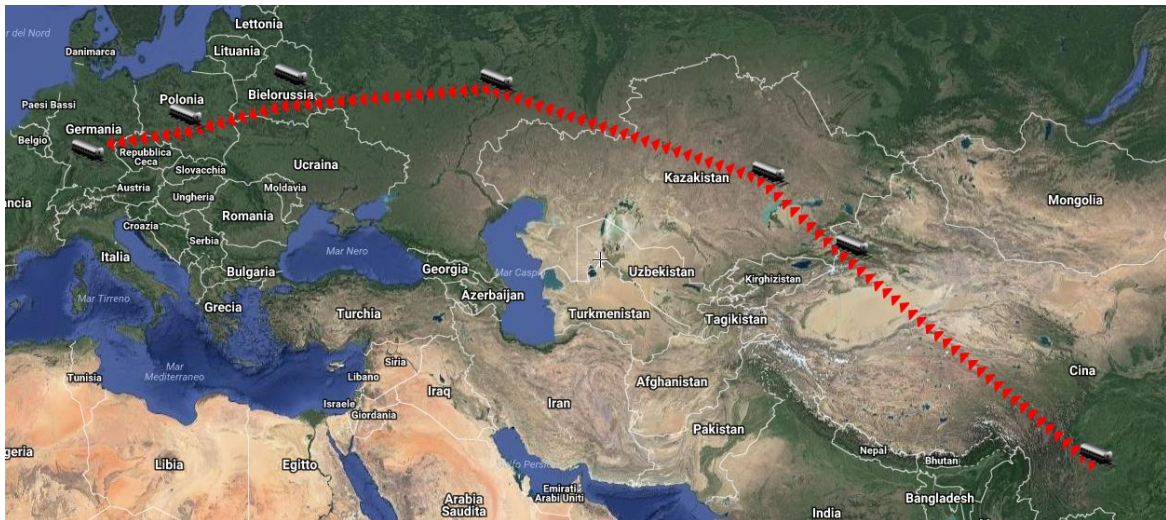 r del Nord
Lettonia
Danimarca
Lituania
Bielorussia
Paesi Bassi
Polonia
Germania
Belgio
Repubblica
Ceca
Ucraina
Slovacchia
Kazakistan
Austria
Moldavia
Ungheria
Mongolia
ncia
Romania
Croazia
Serbia
Italia
Mar Nero
Bulgaria
Georgia
Mar Casp
Uzbekistan
Kirghizistan
Mar Tirreno
Azerbaijan
Grecia
Turchia
Turkmenistan
Tagikistan
Mar
Mediterraneo
Siria
Tunisia
Libano
Iraq
Afghanistan
Cina
Israele
Iran
Giordania
Pakistan
geria
Libia
Egitto
Golfo Persico
Nepal
Bhutan
Emirati
Arabi Uniti
Arabia
Saudita
Bangladesh
India